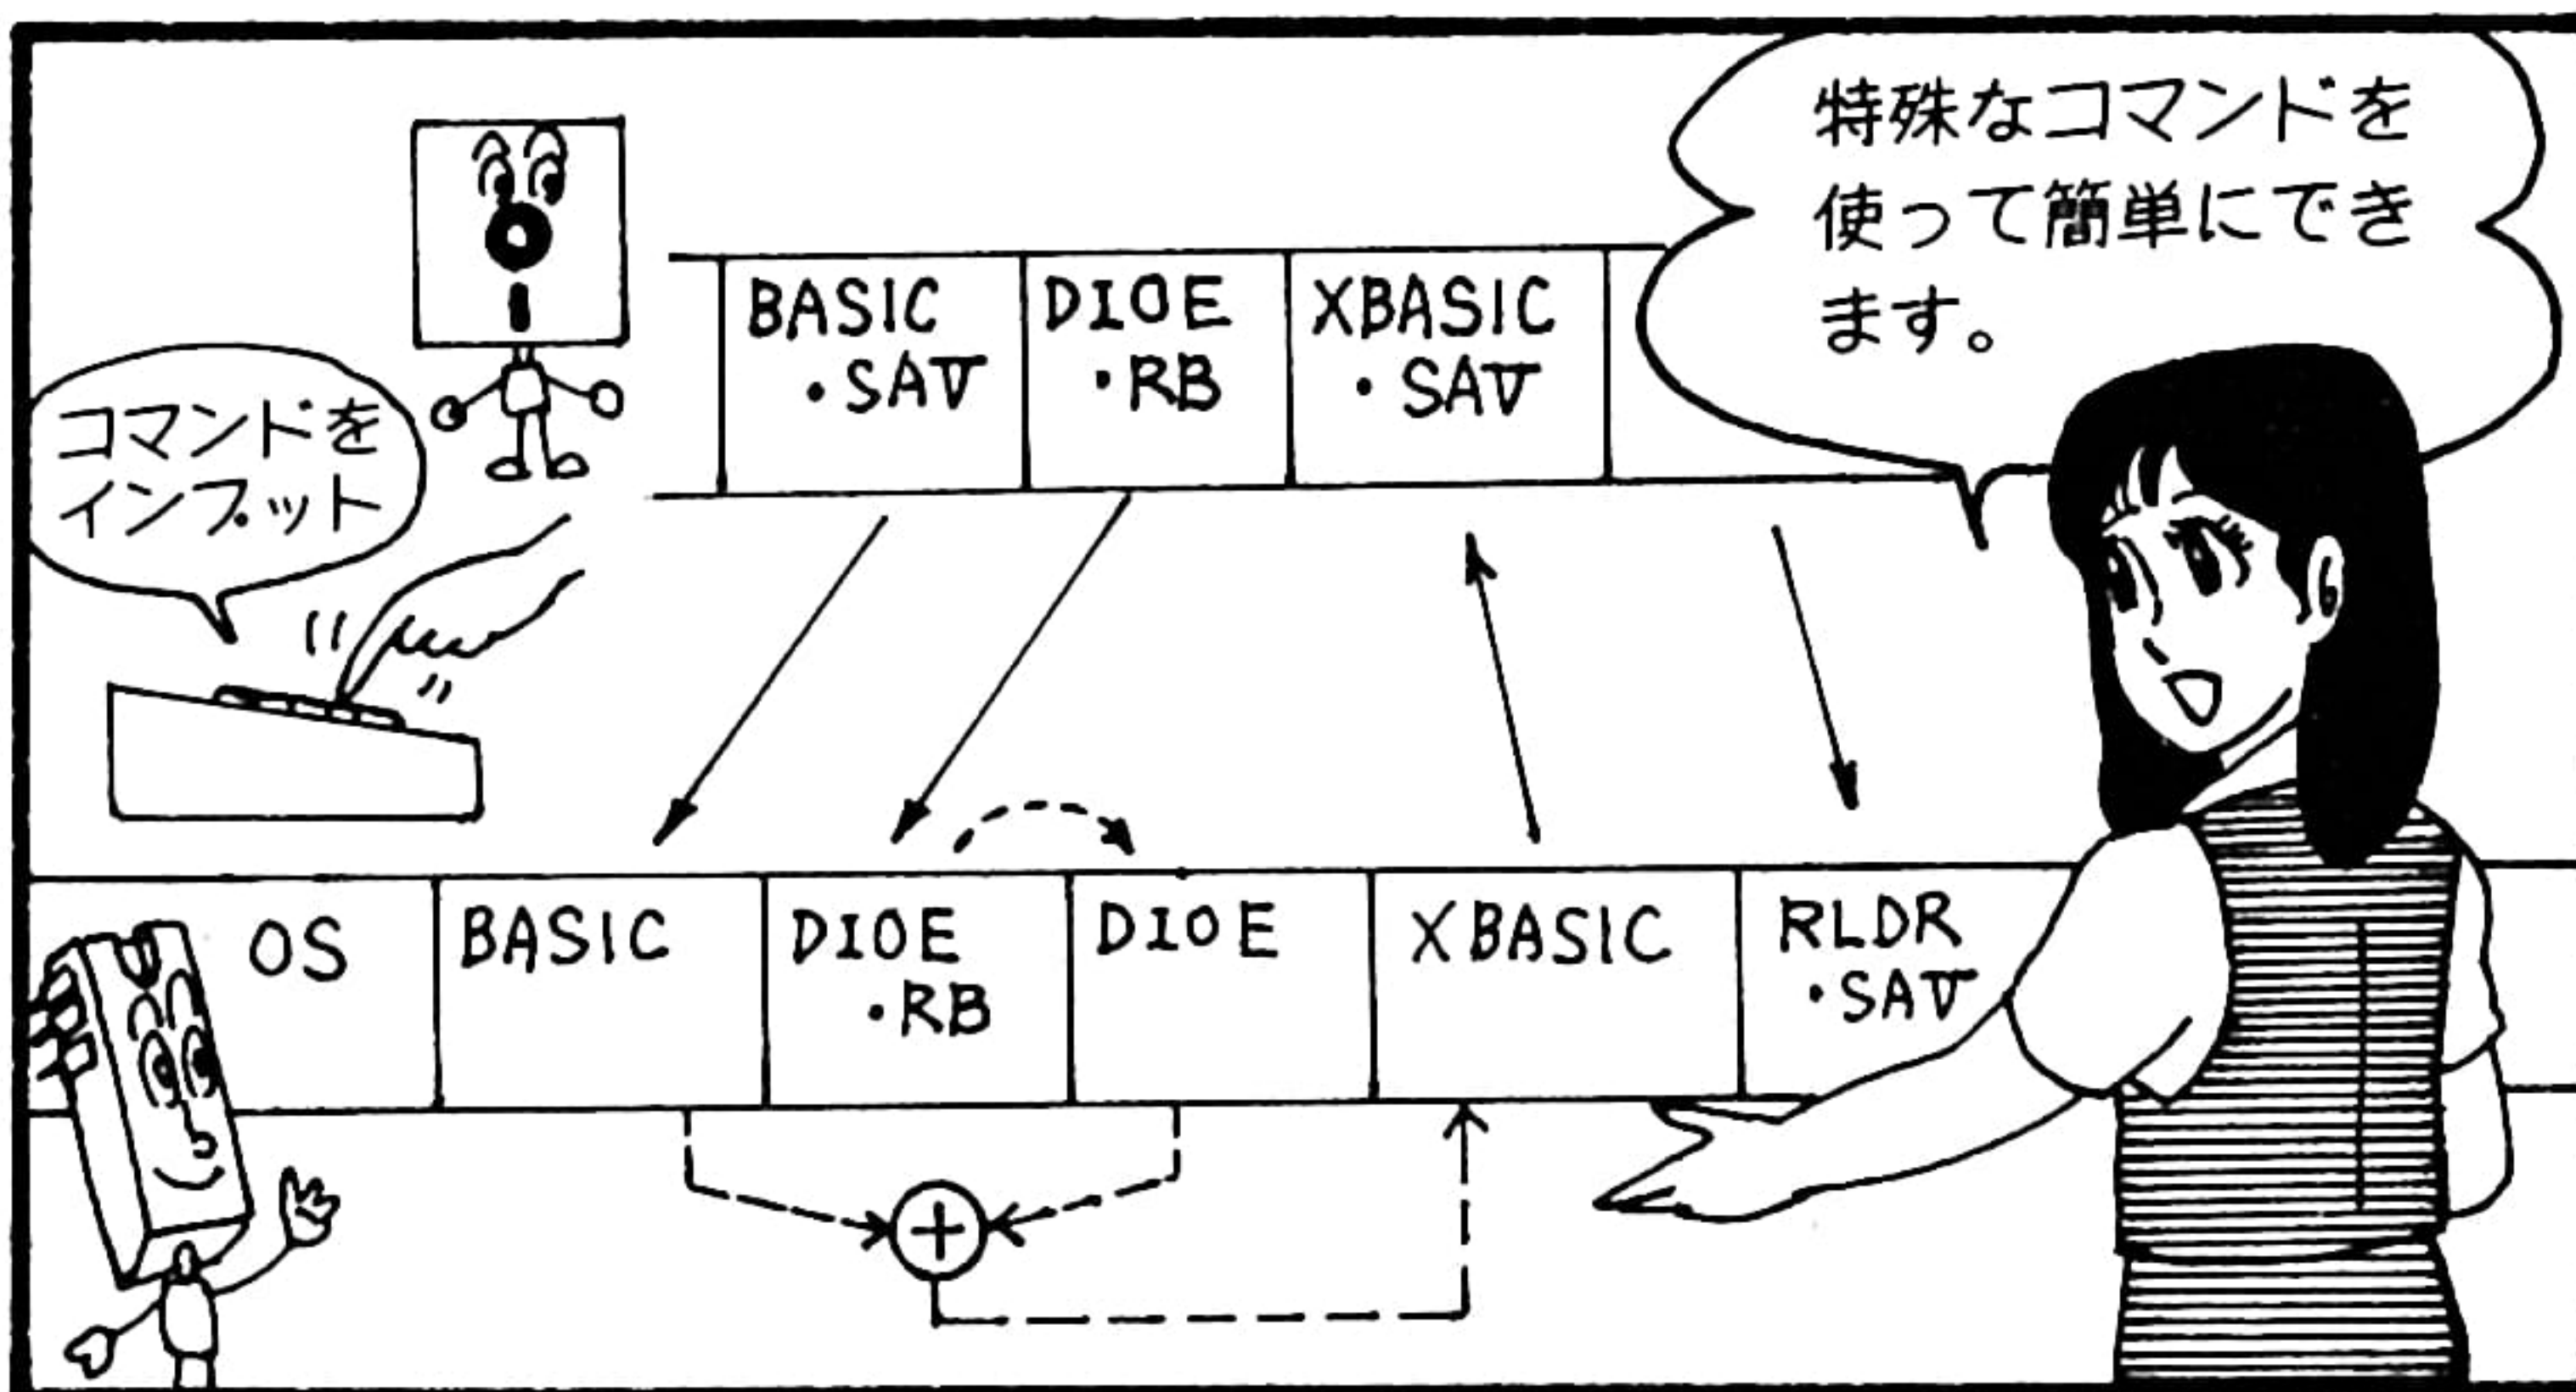 特殊なコマンドを
使って簡単にでき
ます。
BASIC
・SAV
DIOE
・RB
XBASIC
・SAV
コマンドを
インプット
OS
BASIC
DIOE
・RB
DIOE
XBASIC
RLDR
・SAV